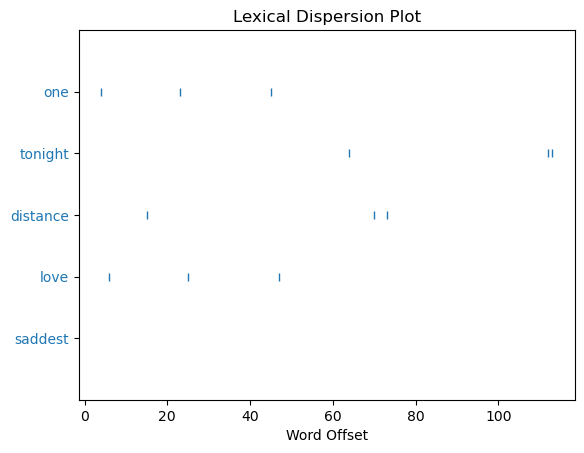 Lexical Dispersion Plot
one
tonight
distance
love
saddest
0 20 40 60 80 100
Word Offset